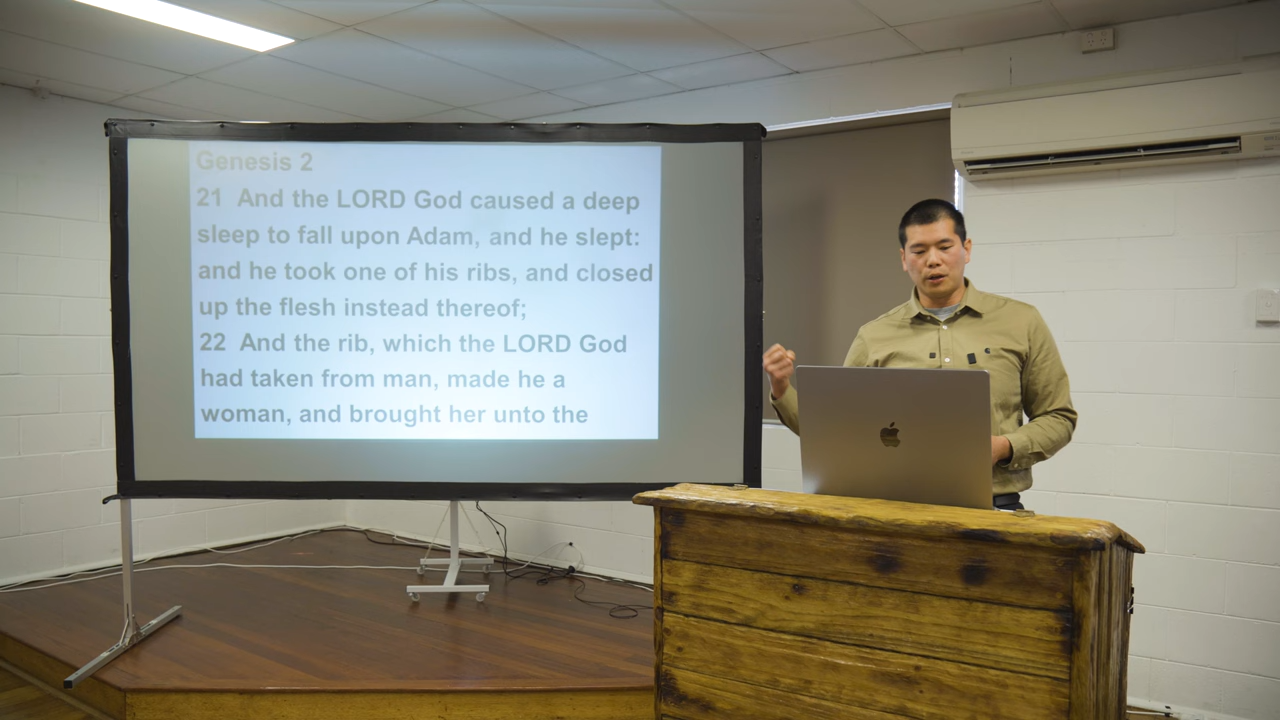 Genesis 2
21 And the LORD God caused a deep
sleep to fall upon Adam, and he slept:
and he took one of his ribs, and closed
up the flesh instead thereof;
22 And the rib, which the LORD God
had taken from man, made he a
woman, and brought her unto the